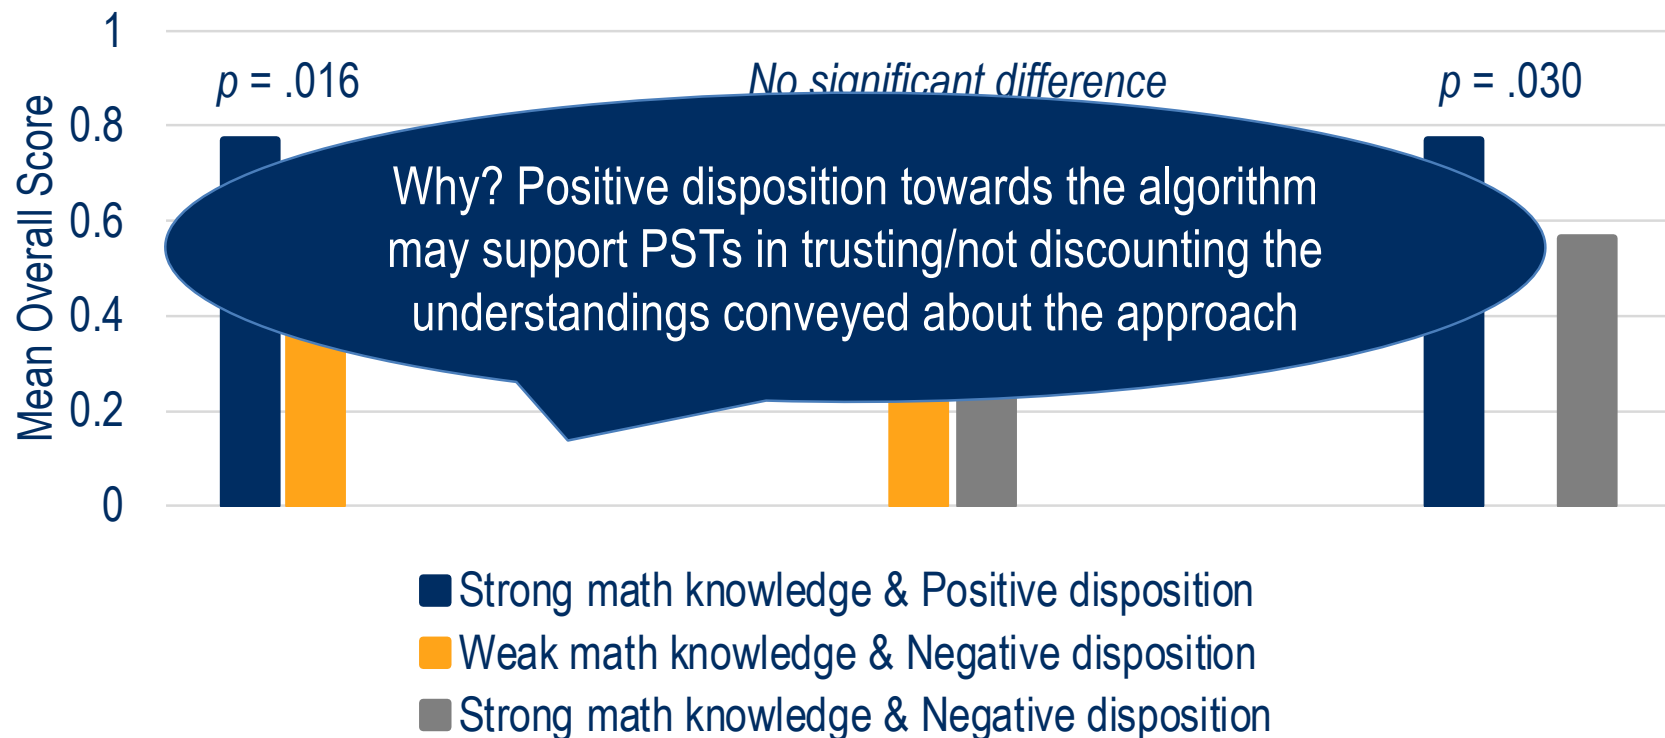 1
p = .016
No significant difference
p = .030
0.8
0.6
0.4
0.2
0
Mean Overall Score
Why? Positive disposition towards the algorithm
may support PSTs in trusting/not discounting the
understandings conveyed about the approach
Strong math knowledge & Positive disposition
Weak math knowledge & Negative disposition
Strong math knowledge & Negative disposition